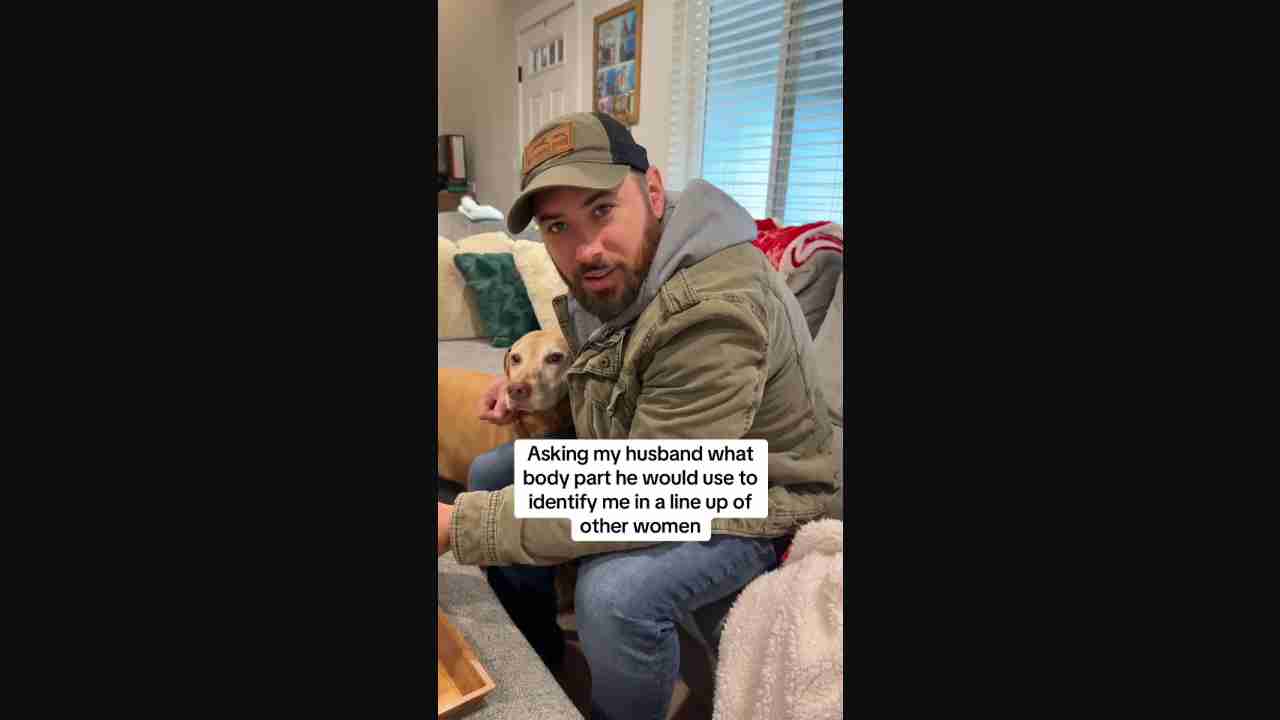 Asking my husband what
body part he would use to
identify me in a line up of
other women